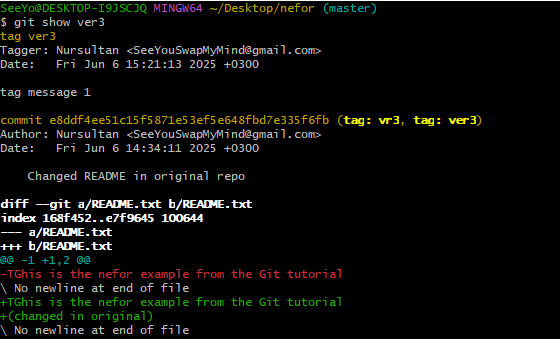 SeeYo@DESKTOP-I9JSCJQ MINGW64 ~/Desktop/nefor (master)
$ git show ver3
tag ver3
Tagger: Nursultan <SeeYouSwapMyMind@gmail.com>
Date:   Fri Jun 6 15:21:13 2025 +0300

tag message 1

commit e8ddf4ee51c15f5871e53ef5e648fbd7e335f6fb (tag: vr3, tag: ver3)
Author: Nursultan <SeeYouSwapMyMind@gmail.com>
Date:   Fri Jun 6 14:34:11 2025 +0300

    Changed README in original repo

diff --git a/README.txt b/README.txt
index 168f452..e7f9645 100644
--- a/README.txt
+++ b/README.txt
@@ -1 +1,2 @@
-TGhis is the nefor example from the Git tutorial
\ No newline at end of file
+TGhis is the nefor example from the Git tutorial
+(changed in original)
\ No newline at end of file